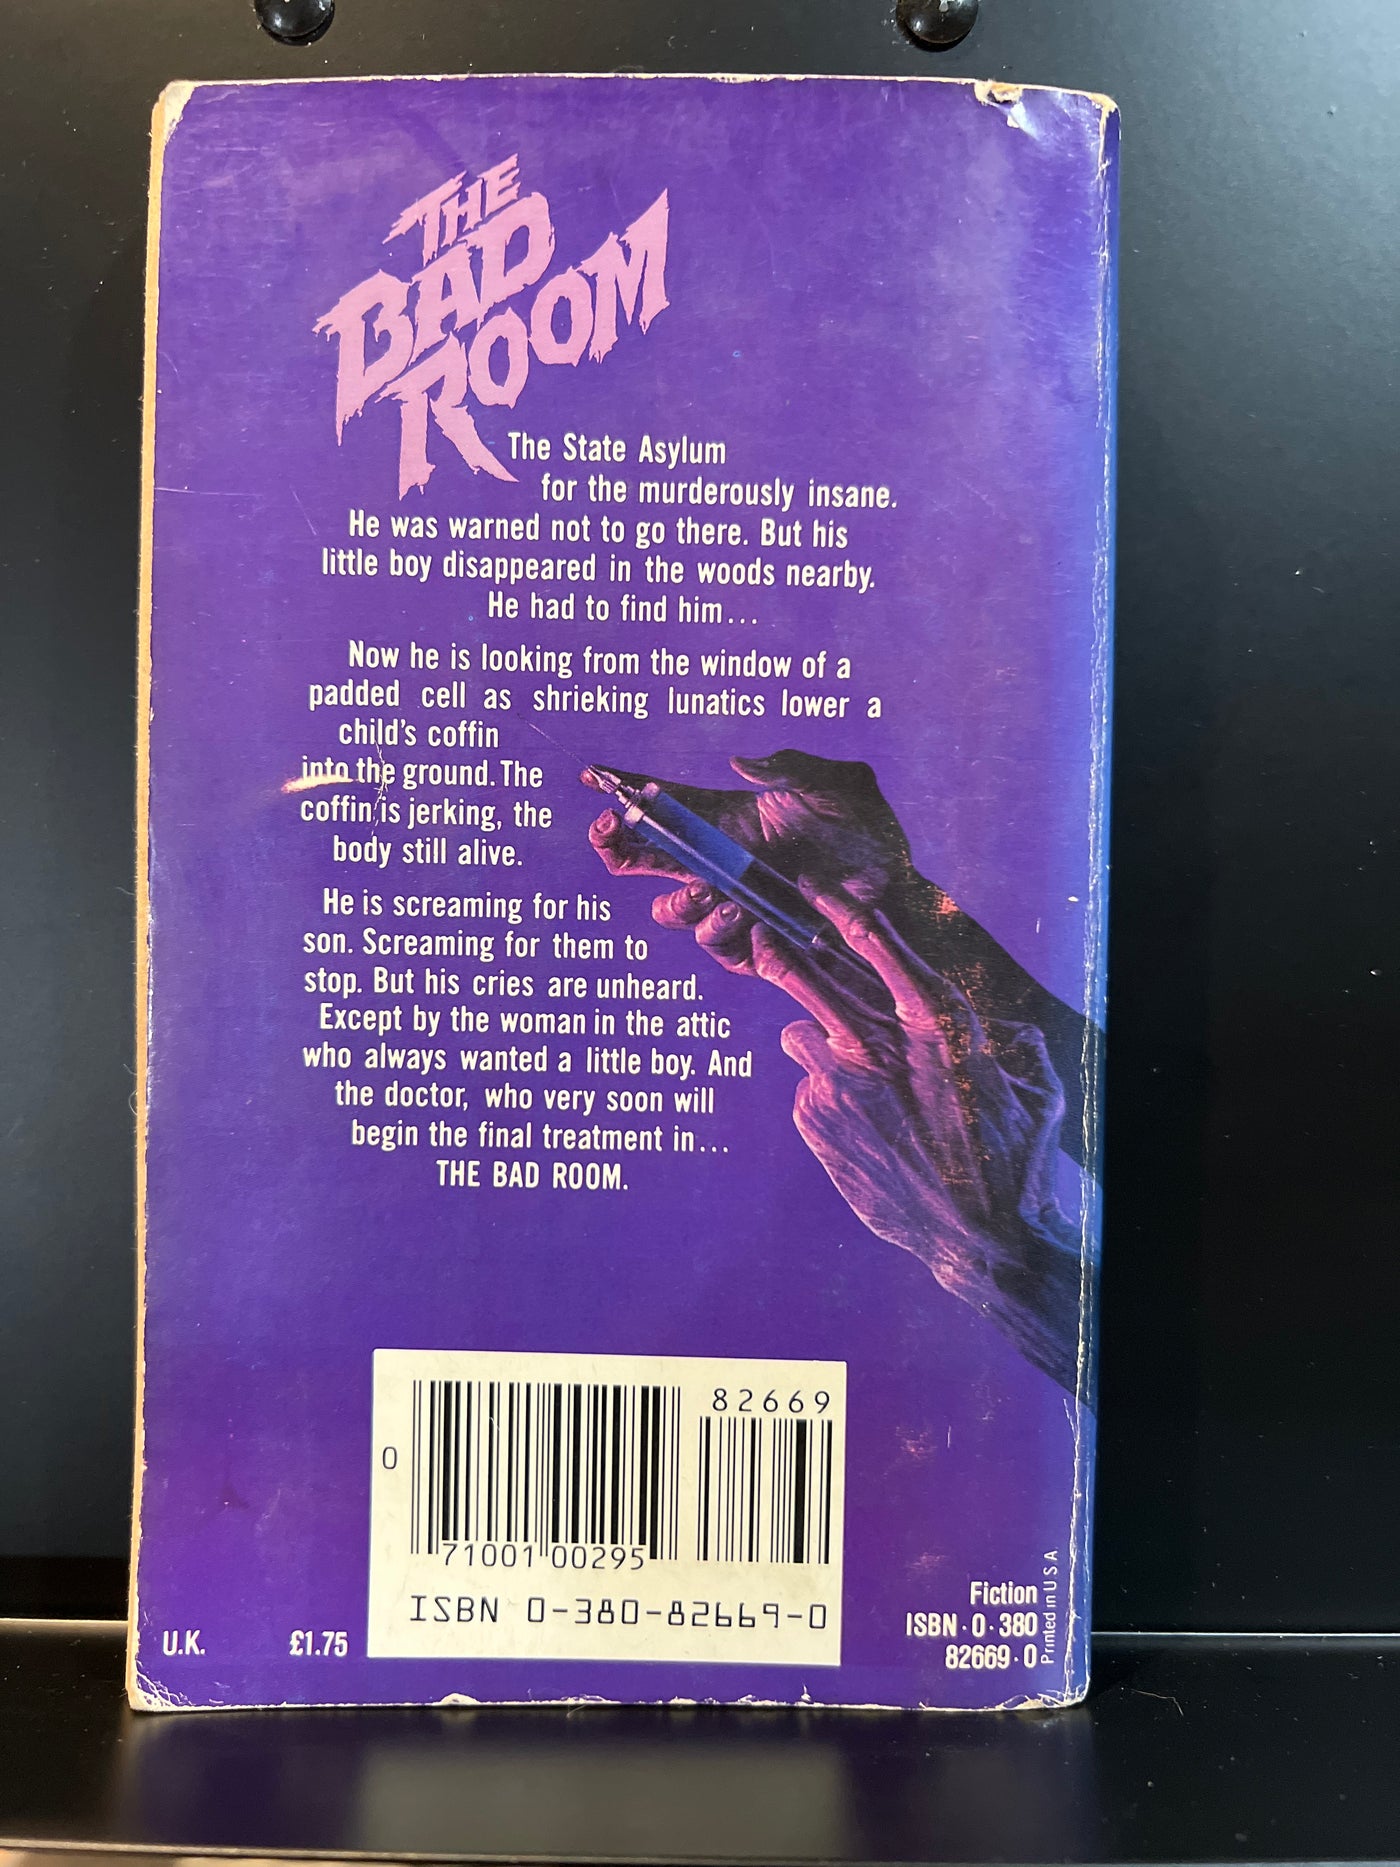 THE
BAD
ROOM
The State Asylum
for the murderously insane.
He was warned not to go there. But his
little boy disappeared in the woods nearby.
He had to find him...
Now he is looking from the window of a
padded cell as shrieking lunatics lower a
child's coffin
into the ground. The
coffin is jerking, the
body still alive.
He is screaming for his
son. Screaming for them to
stop. But his cries are unheard.
Except by the woman in the attic
who always wanted a little boy. And
the doctor, who very soon will
begin the final treatment in...
THE BAD ROOM.
82669
0
71001 00295
ISBN 0-380-82669-0
U.K. £1.75
Fiction
ISBN·0·380
82669·0
Printed in U S A